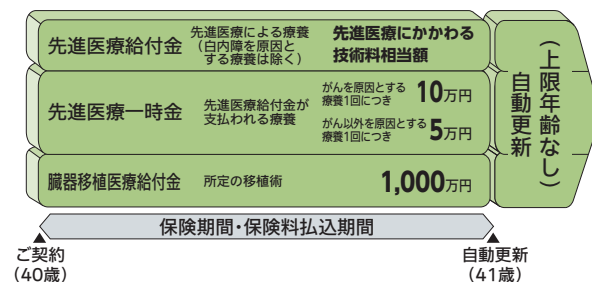 先進医療給付金
先進医療による療養
(白内障を原因と
する療養は除く)
先進医療にかかわる
技術料相当額
先進医療一時金
先進医療給付金が
支払われる療養
がんを原因とする
療養1回につき 10万円
がん以外を原因とする
療養1回につき 5万円
臓器移植医療給付金
所定の移植術
1,000万円
自動更新
(上限年齢なし)
保険期間・保険料払込期間
ご契約
(40歳)
自動更新
(41歳)